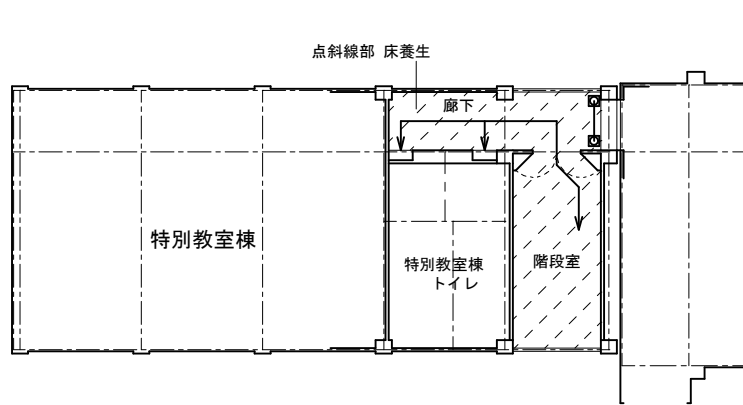 点斜線部 床養生
廊下
特別教室棟
特別教室棟
トイレ
階段室